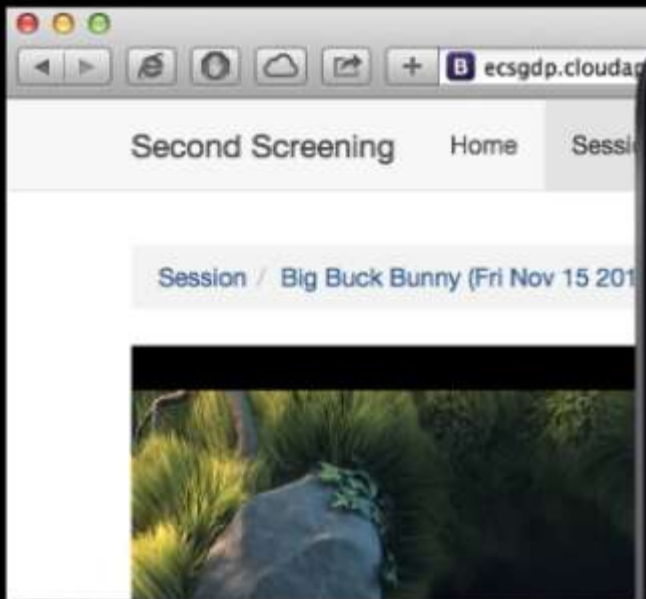 B ecsgdp.cloudap
Second Screening Home Sessi
Session / Big Buck Bunny (Fri Nov 15 201